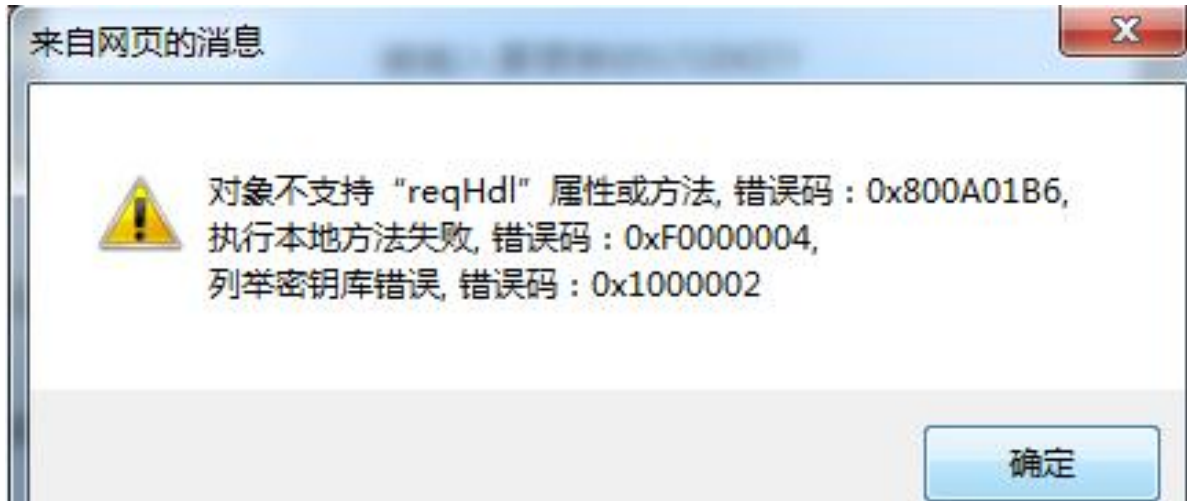 来自网页的消息
对象不支持“reqHdl”属性或方法, 错误码：0x800A01B6,
执行本地方法失败, 错误码：0xF0000004,
列举密钥库错误, 错误码：0x1000002
确定